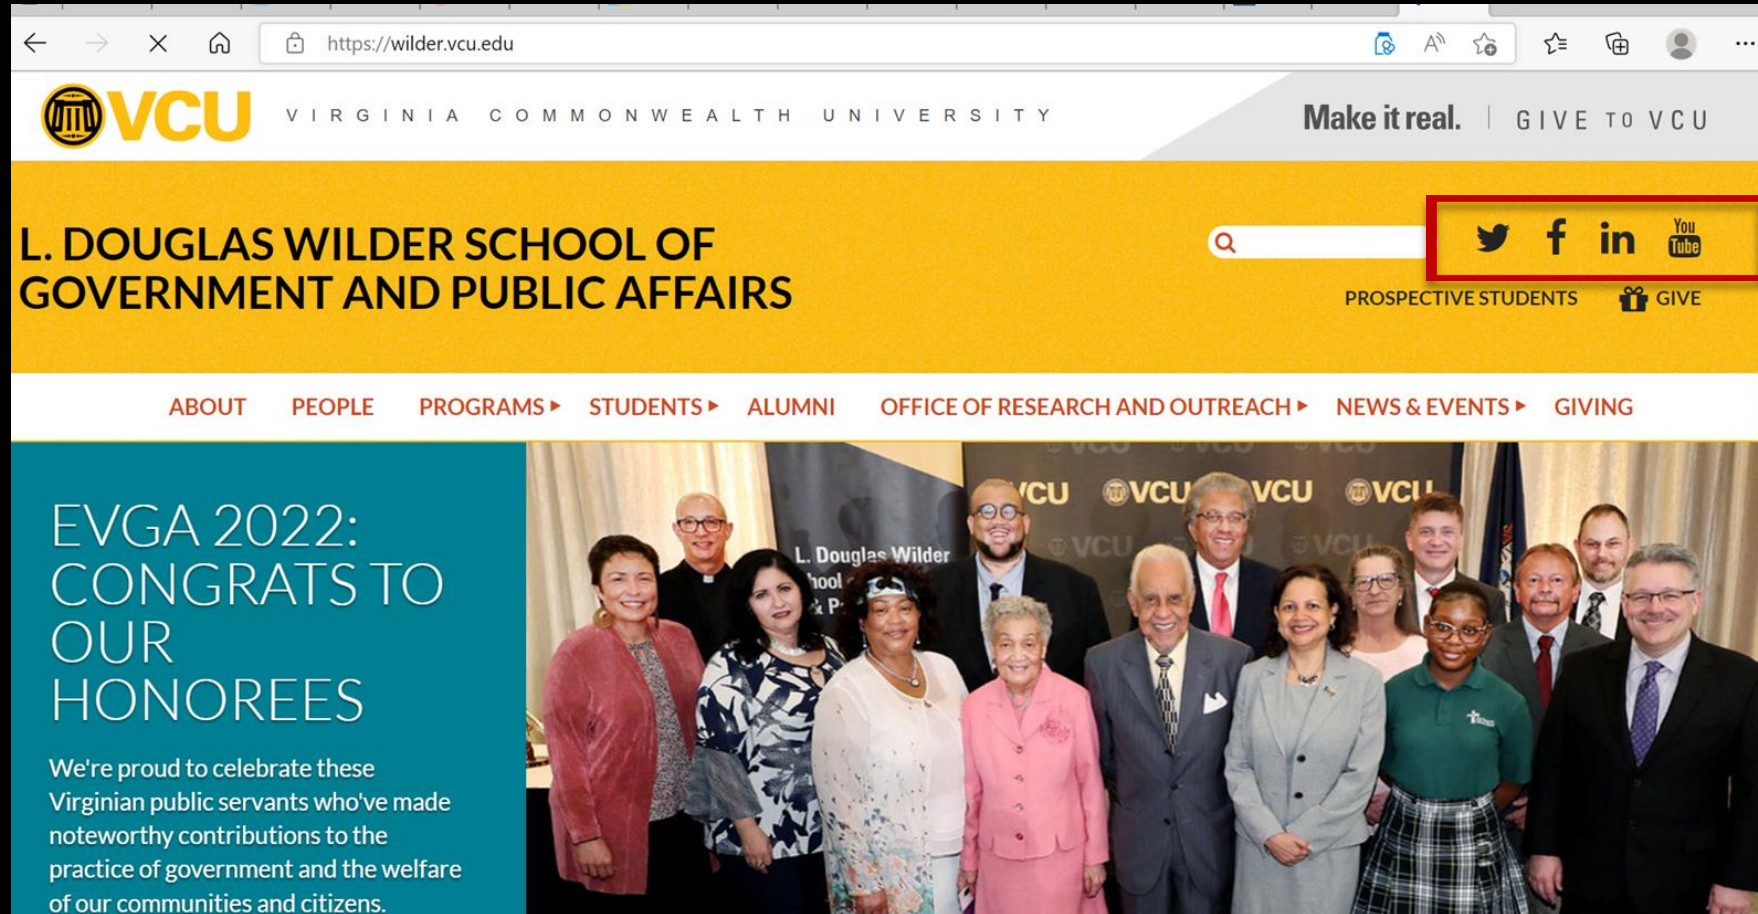 https://wilder.vcu.edu
VCU VIRGINIA COMMONWEALTH UNIVERSITY
Make it real. GIVE TO VCU
L. DOUGLAS WILDER SCHOOL OF
GOVERNMENT AND PUBLIC AFFAIRS
You
Tube
PROSPECTIVE STUDENTS GIVE
ABOUT PEOPLE PROGRAMS STUDENTS ALUMNI OFFICE OF RESEARCH AND OUTREACH NEWS & EVENTS GIVING
EVGA 2022:
CONGRATS TO
OUR
HONOREES
We're proud to celebrate these
Virginian public servants who've made
noteworthy contributions to the
practice of government and the welfare
of our communities and citizens.
VCU VCU VCU VCU
L. Douglas Wilder